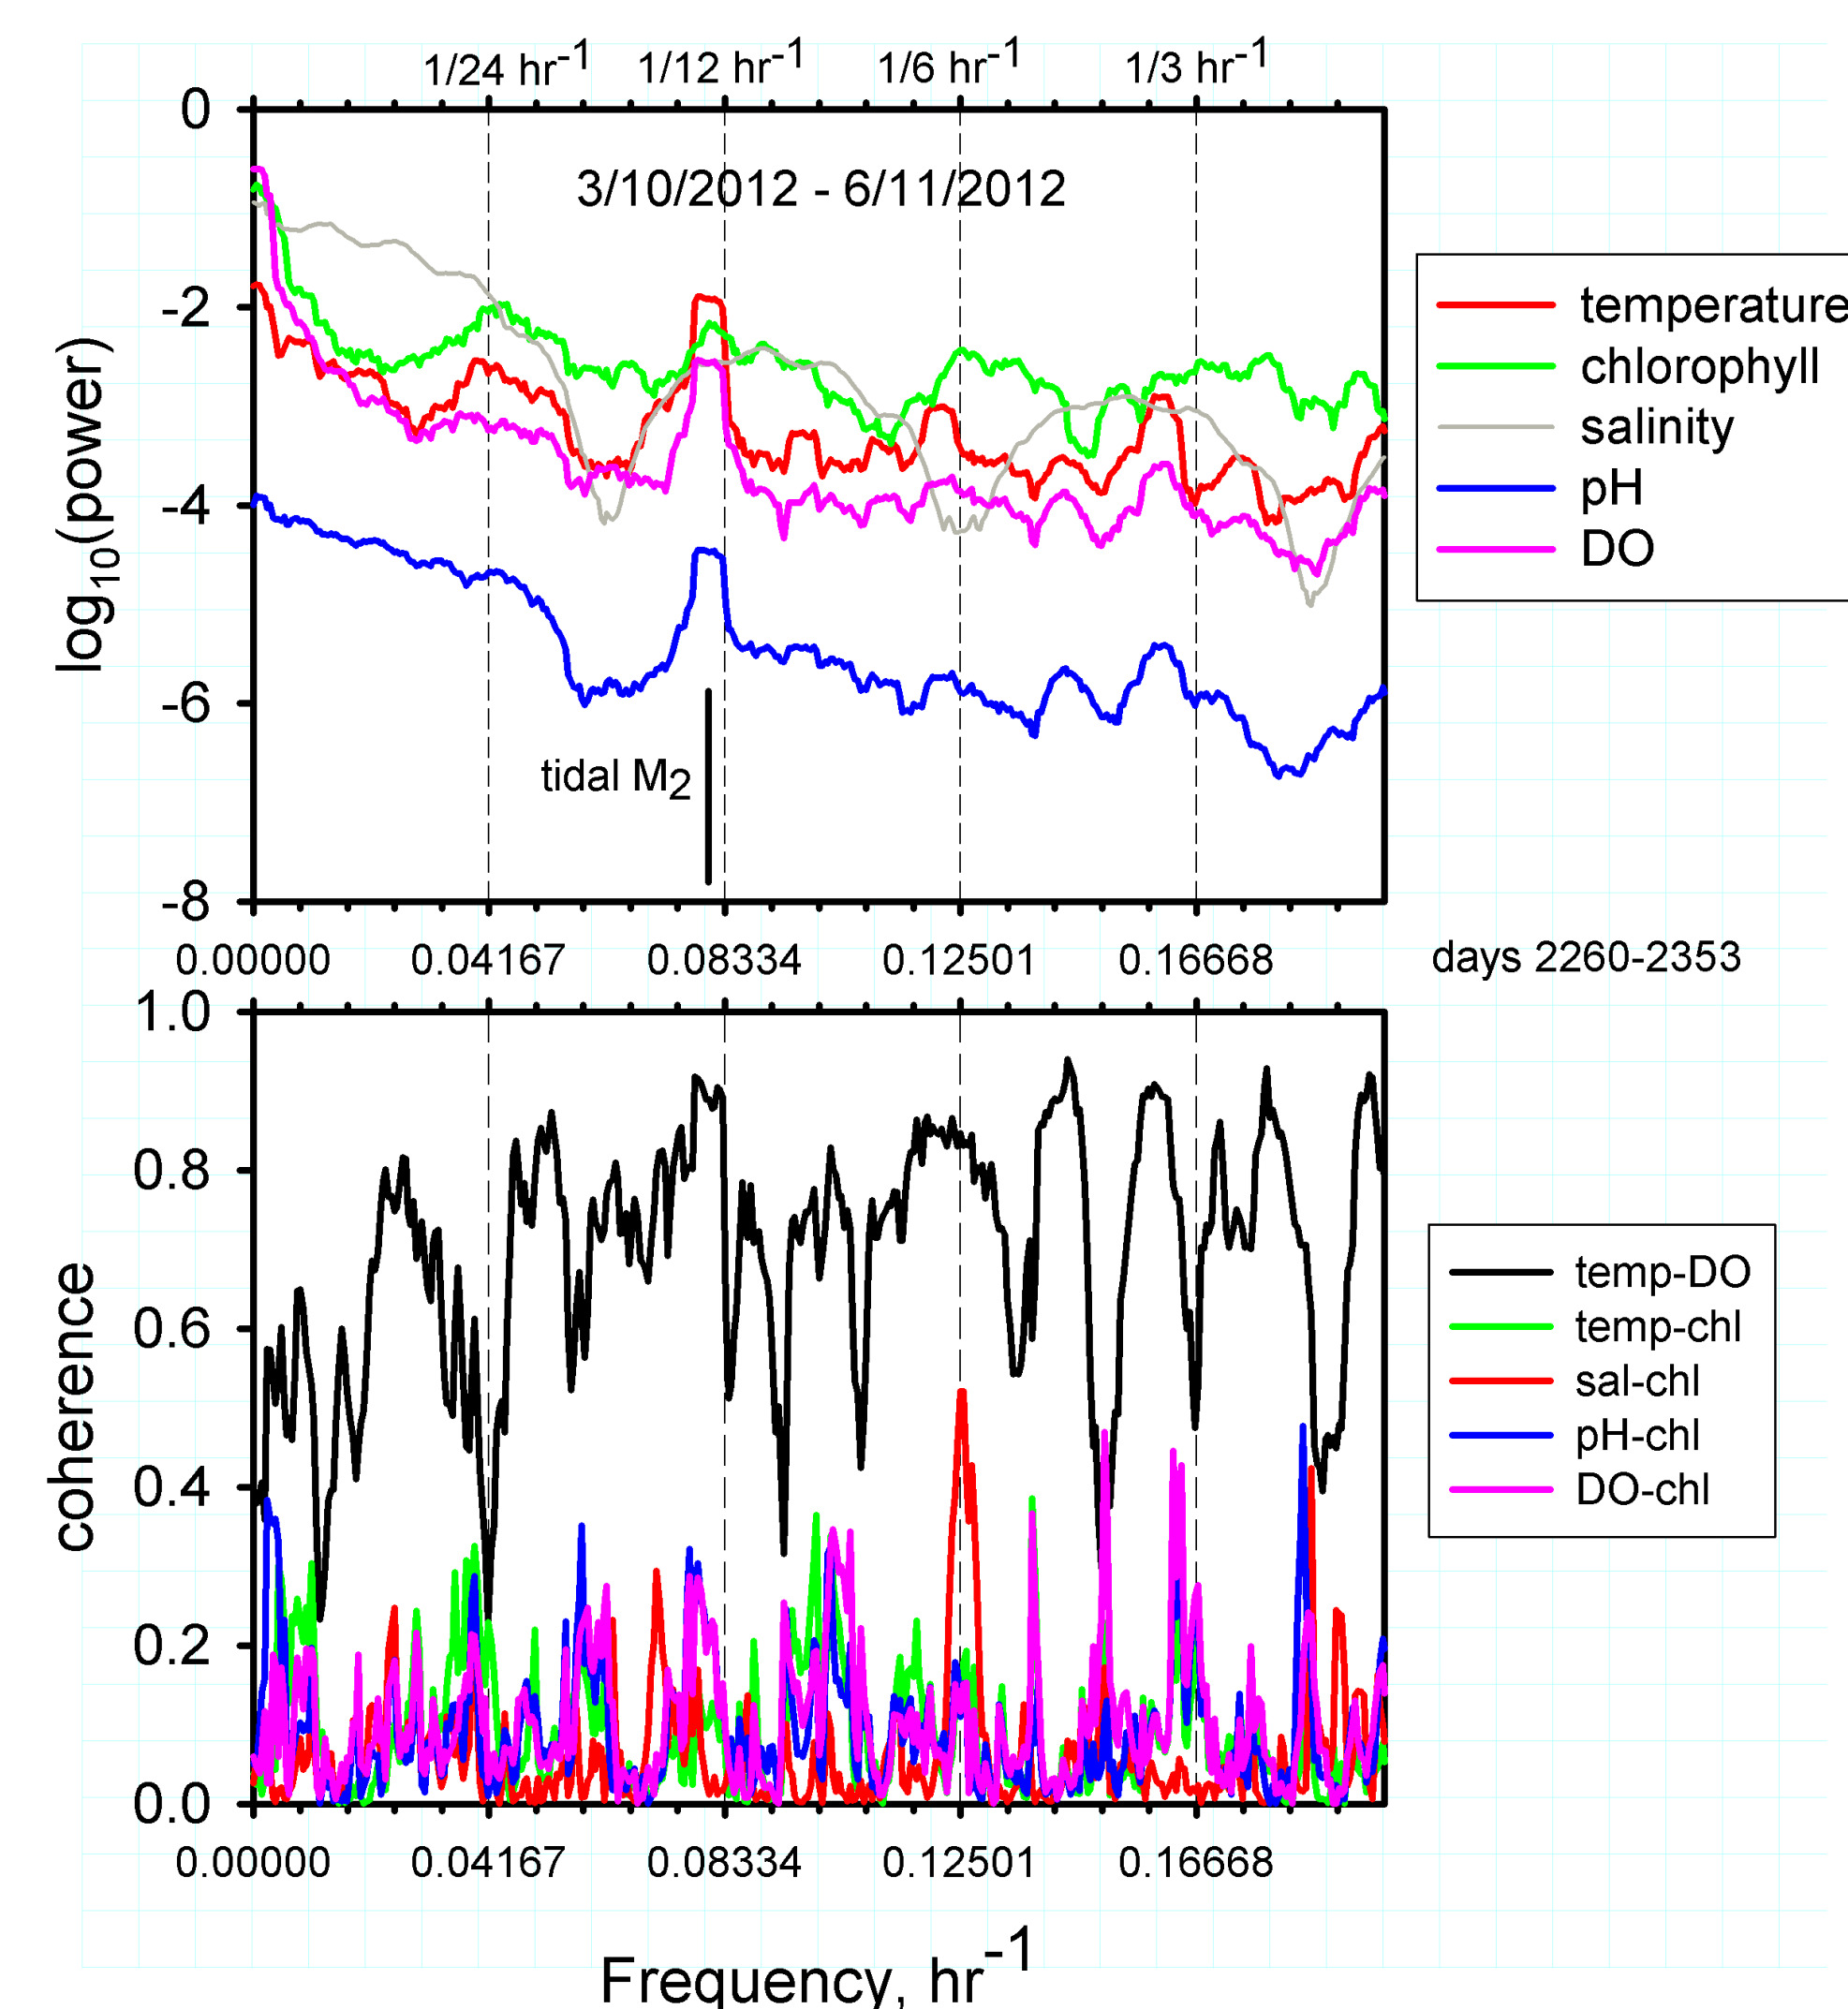 1/24 hr-1 1/12 hr-1 1/6 hr-1 1/3 hr-1
0
3/10/2012 - 6/11/2012
-2
-4
-6
-8
log10(power)
tidal M2
temperature
chlorophyll
salinity
pH
DO
0.00000 0.04167 0.08334 0.12501 0.16668
days 2260-2353
1.0
0.8
0.6
0.4
0.2
0.0
coherence
temp-DO
temp-chl
sal-chl
pH-chl
DO-chl
0.00000 0.04167 0.08334 0.12501 0.16668
Frequency, hr-1